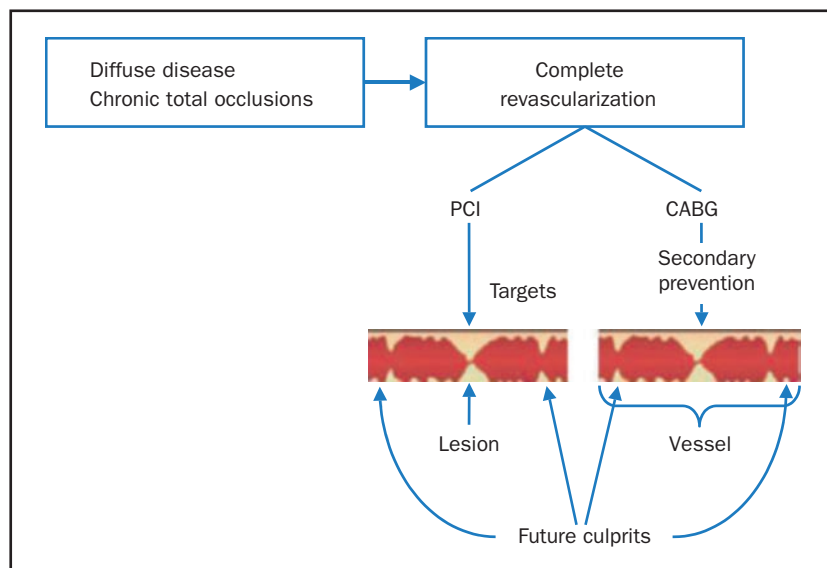 Diffuse disease
Chronic total occlusions
Complete
revascularization
PCI
CABG
Secondary
prevention
Targets
Lesion
Vessel
Future culprits